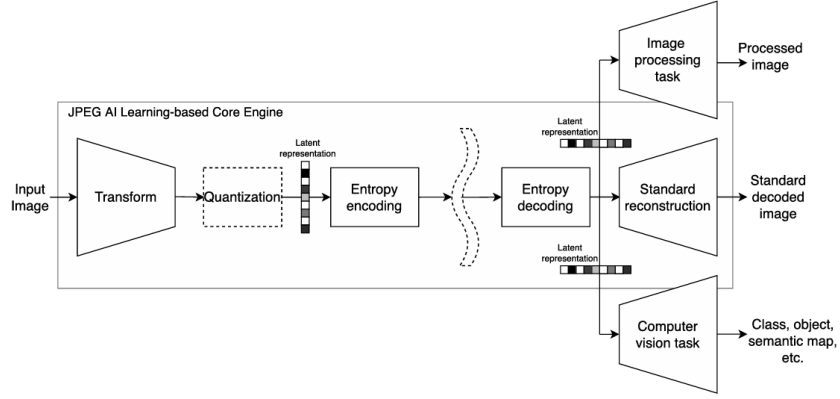 Image
processing
task
Processed
image
JPEG AI Learning-based Core Engine
Latent
representation
Latent
representation
Input
Image
Transform
Quantization
Entropy
encoding
Entropy
decoding
Standard
reconstruction
Standard
decoded
image
Latent
representation
Computer
vision task
Class, object,
semantic map,
etc.